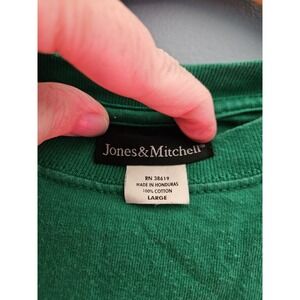 Jones&Mitchell
RN 38619
MADE IN HONDURAS
100% COTTON
LARGE